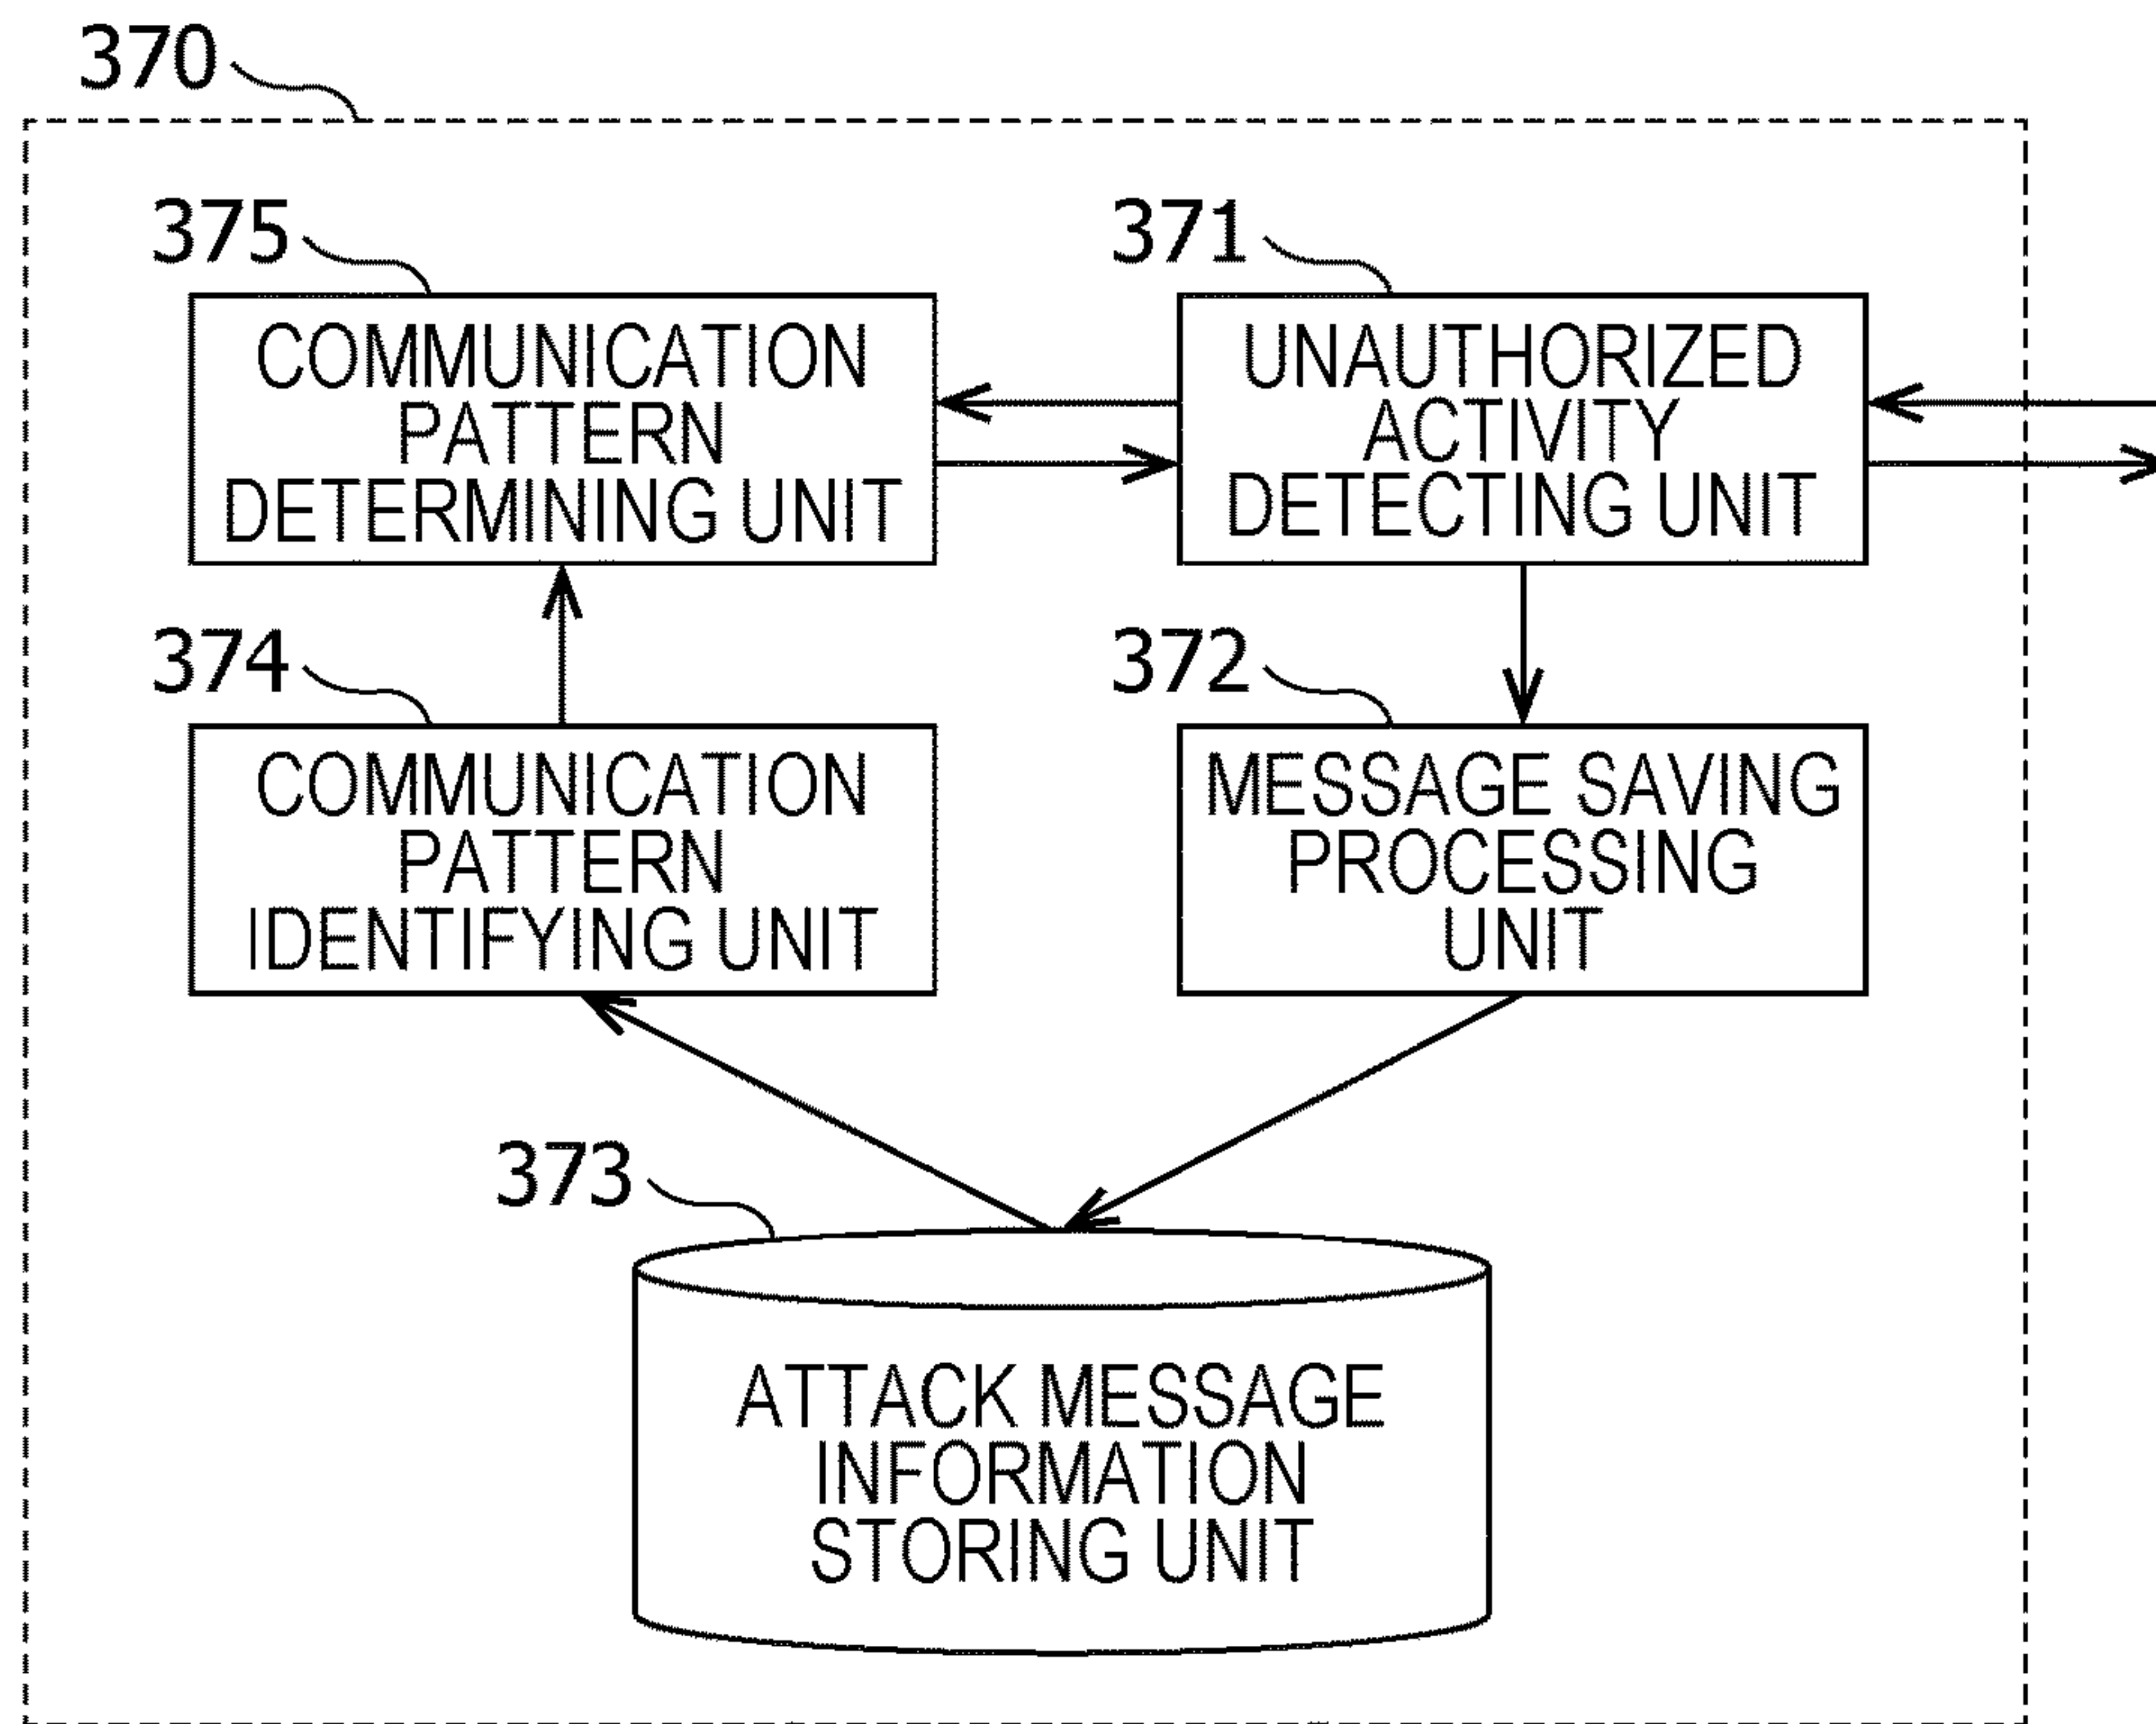 370
375
COMMUNICATION
PATTERN
DETERMINING UNIT
371
UNAUTHORIZED
ACTIVITY
DETECTING UNIT
374
COMMUNICATION
PATTERN
IDENTIFYING UNIT
372
MESSAGE SAVING
PROCESSING
UNIT
373
ATTACK MESSAGE
INFORMATION
STORING UNIT